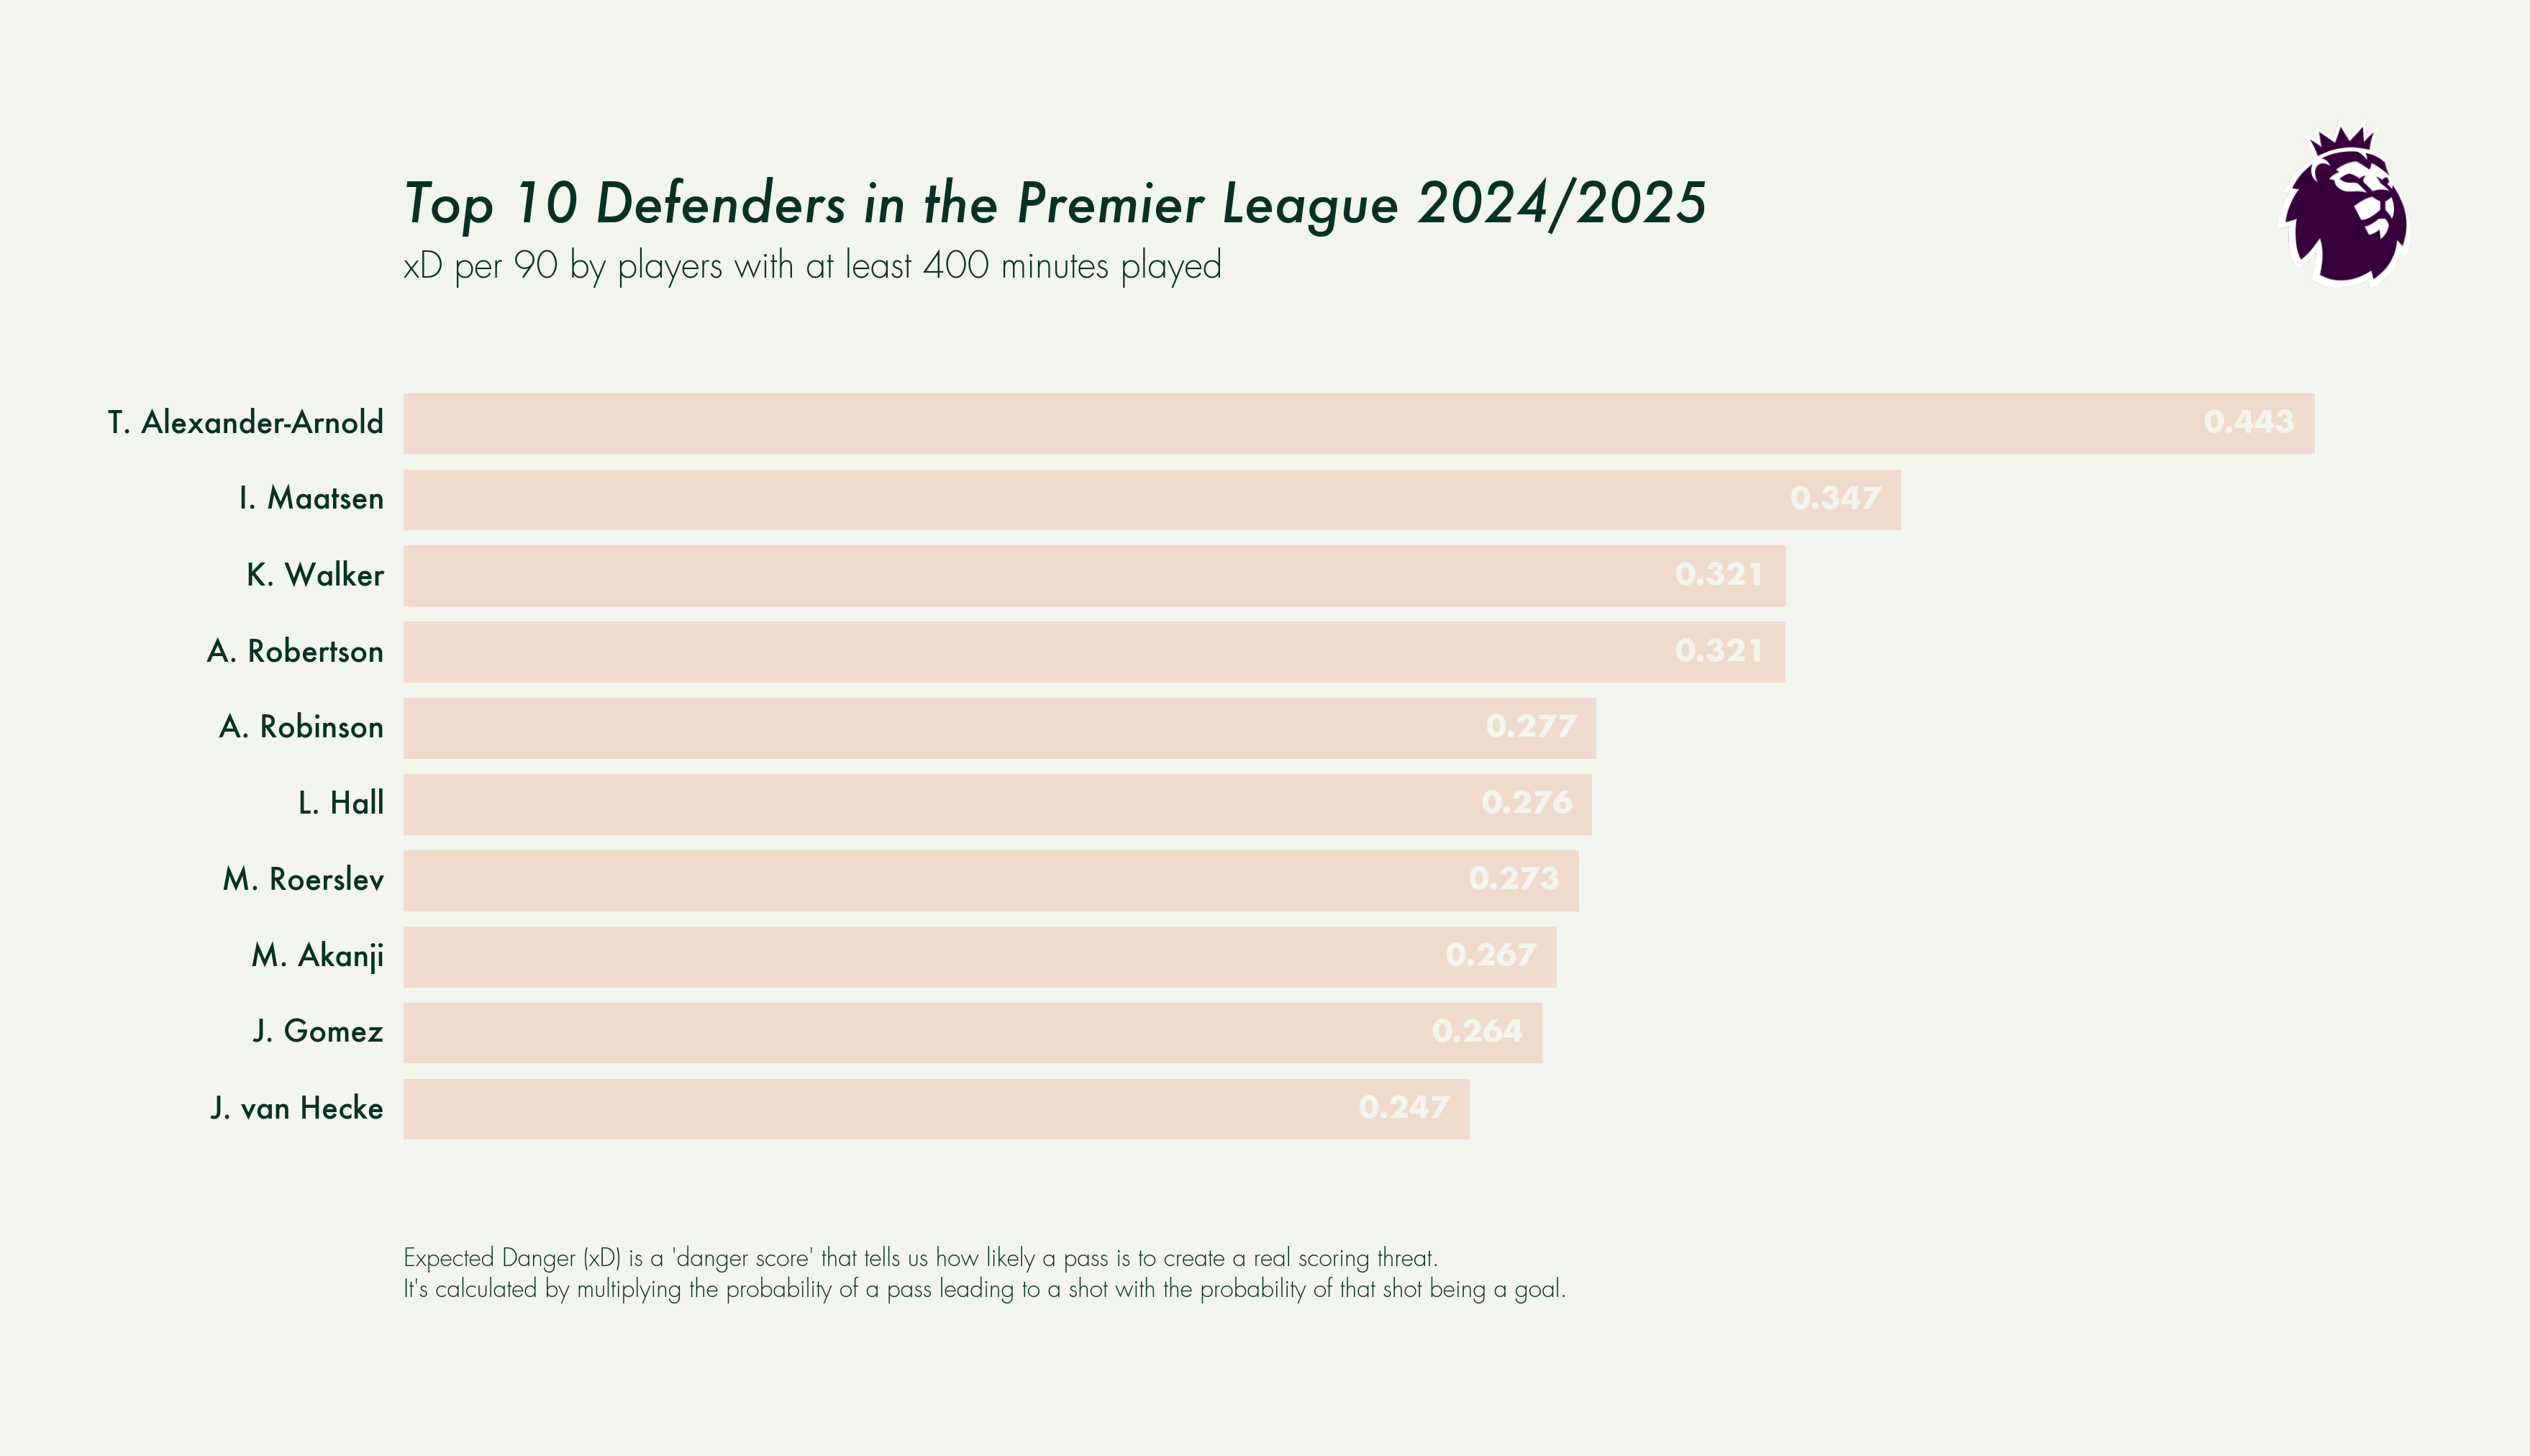 Top 10 Defenders in the Premier League 2024/2025
xD per 90 by players with at least 400 minutes played
T. Alexander-Arnold 0.443
I. Maatsen 0.347
K. Walker 0.321
A. Robertson 0.321
A. Robinson 0.277
L. Hall 0.276
M. Roerslev 0.273
M. Akanji 0.267
J. Gomez 0.264
J. van Hecke 0.247
Expected Danger (xD) is a 'danger score' that tells us how likely a pass is to create a real scoring threat.
It's calculated by multiplying the probability of a pass leading to a shot with the probability of that shot being a goal.